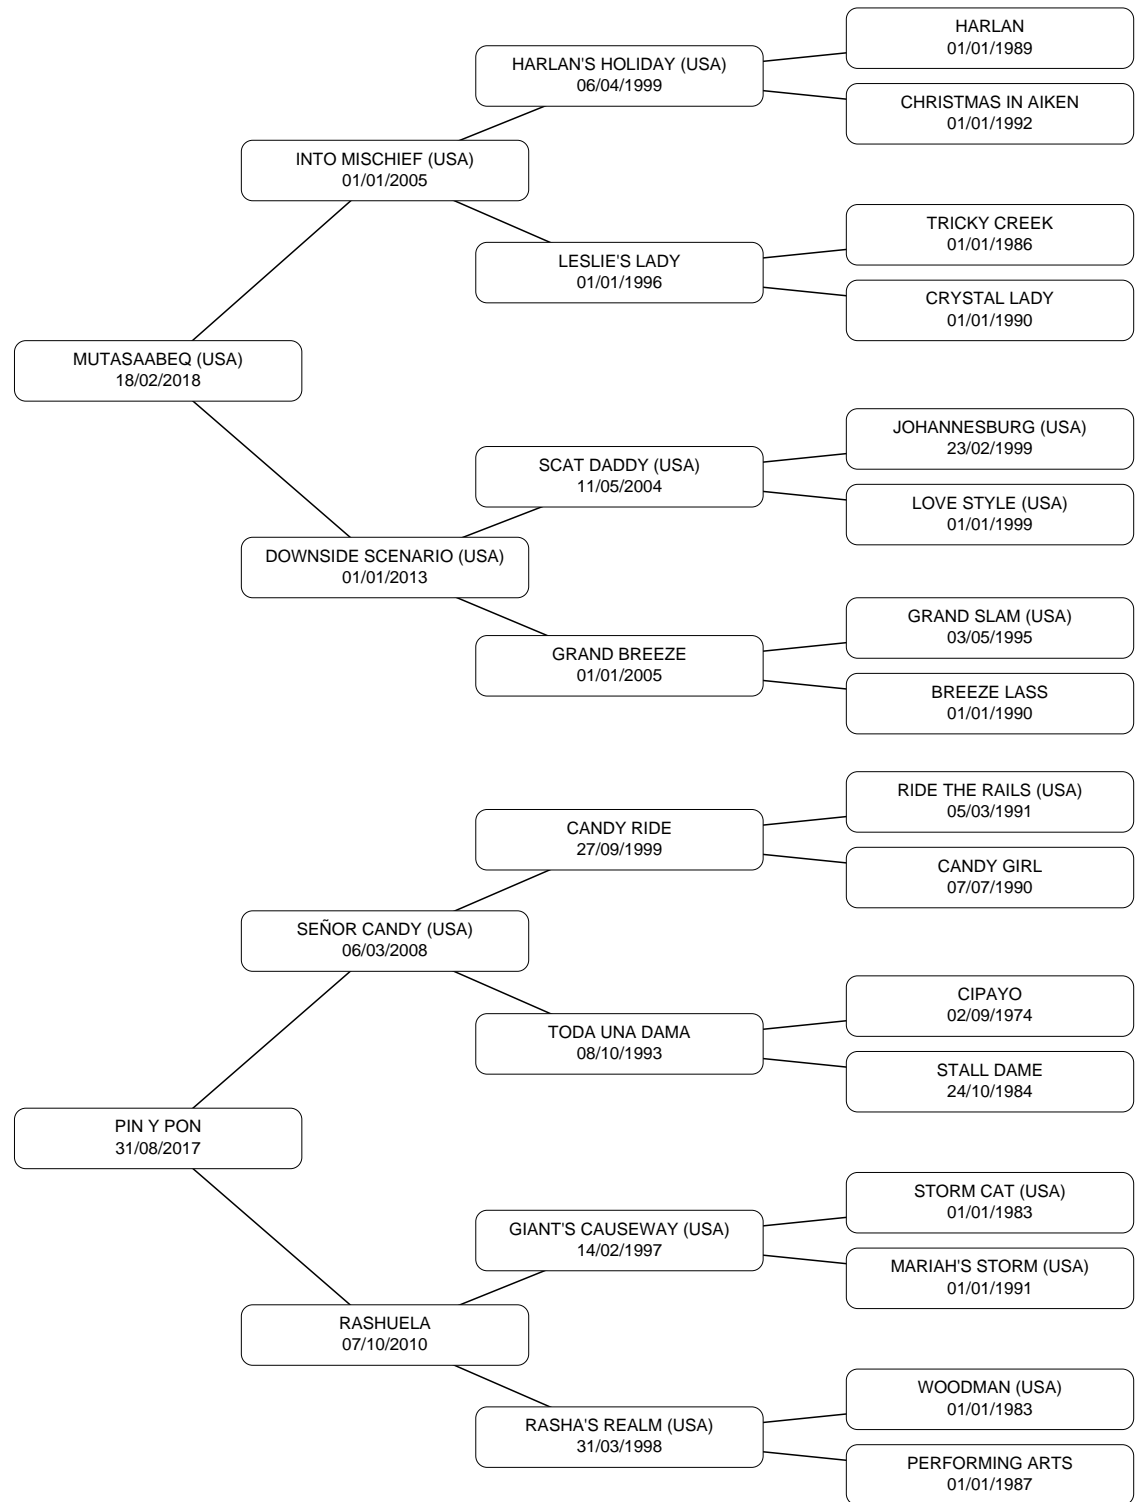 HARLAN
01/01/1989
HARLAN'S HOLIDAY (USA)
06/04/1999
CHRISTMAS IN AIKEN
01/01/1992
INTO MISCHIEF (USA)
01/01/2005
TRICKY CREEK
01/01/1986
LESLIE'S LADY
01/01/1996
CRYSTAL LADY
01/01/1990
MUTASAABEQ (USA)
18/02/2018
JOHANNESBURG (USA)
23/02/1999
SCAT DADDY (USA)
11/05/2004
LOVE STYLE (USA)
01/01/1999
DOWNSIDE SCENARIO (USA)
01/01/2013
GRAND SLAM (USA)
03/05/1995
GRAND BREEZE
01/01/2005
BREEZE LASS
01/01/1990
RIDE THE RAILS (USA)
05/03/1991
CANDY RIDE
27/09/1999
CANDY GIRL
07/07/1990
SEÑOR CANDY (USA)
06/03/2008
CIPAYO
02/09/1974
TODA UNA DAMA
08/10/1993
STALL DAME
24/10/1984
PIN Y PON
31/08/2017
STORM CAT (USA)
01/01/1983
GIANT'S CAUSEWAY (USA)
14/02/1997
MARIAH'S STORM (USA)
01/01/1991
RASHUELA
07/10/2010
WOODMAN (USA)
01/01/1983
RASHA'S REALM (USA)
31/03/1998
PERFORMING ARTS
01/01/1987